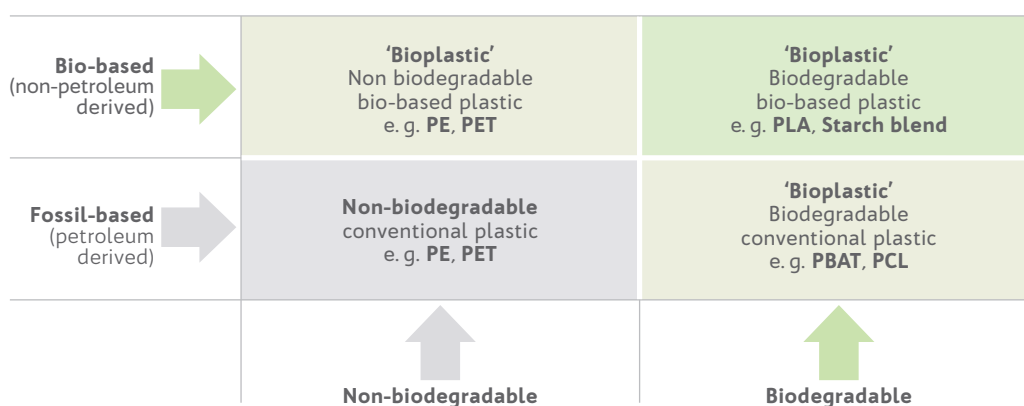 Bio-based
(non-petroleum
derived)
‘Bioplastic’
Non biodegradable
bio-based plastic
e. g. PE, PET
‘Bioplastic’
Biodegradable
bio-based plastic
e. g. PLA, Starch blend
Fossil-based
(petroleum
derived)
Non-biodegradable
conventional plastic
e. g. PE, PET
‘Bioplastic’
Biodegradable
conventional plastic
e. g. PBAT, PCL
Non-biodegradable
Biodegradable